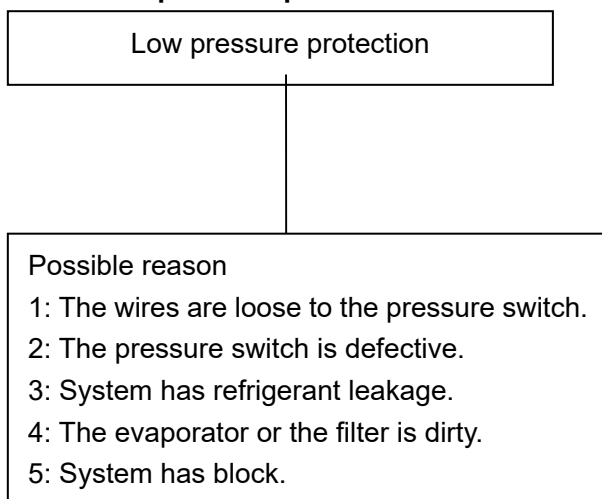 Low pressure protection
Possible reason
1: The wires are loose to the pressure switch.
2: The pressure switch is defective.
3: System has refrigerant leakage.
4: The evaporator or the filter is dirty.
5: System has block.